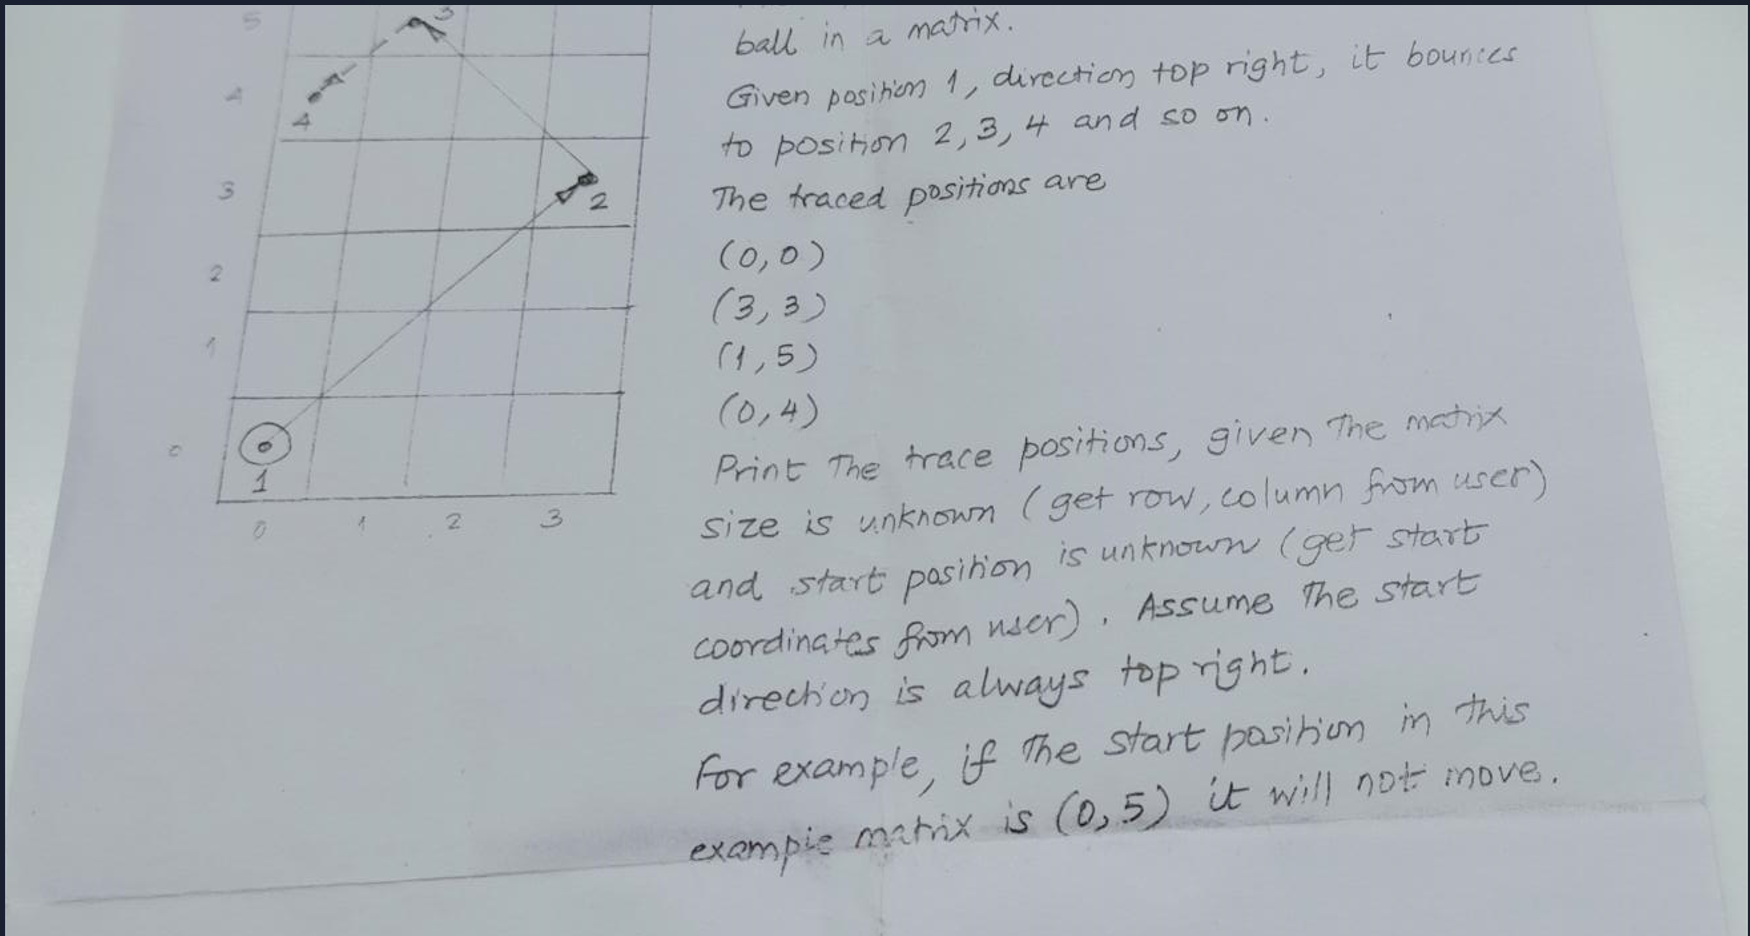 5
3
4
4
3
2
2
1
0
1
0 1 2 3
ball in a matrix.
Given position 1, direction top right, it bounces
to position 2, 3, 4 and so on.
The traced positions are
(0, 0)
(3, 3)
(1, 5)
(0, 4)
Print The trace positions, given The matrix
size is unknown (get row, column from user)
and start position is unknown (get start
coordinates from user). Assume The start
direction is always top right.
For example, if The start position in this
example matrix is (0, 5) it will not move.